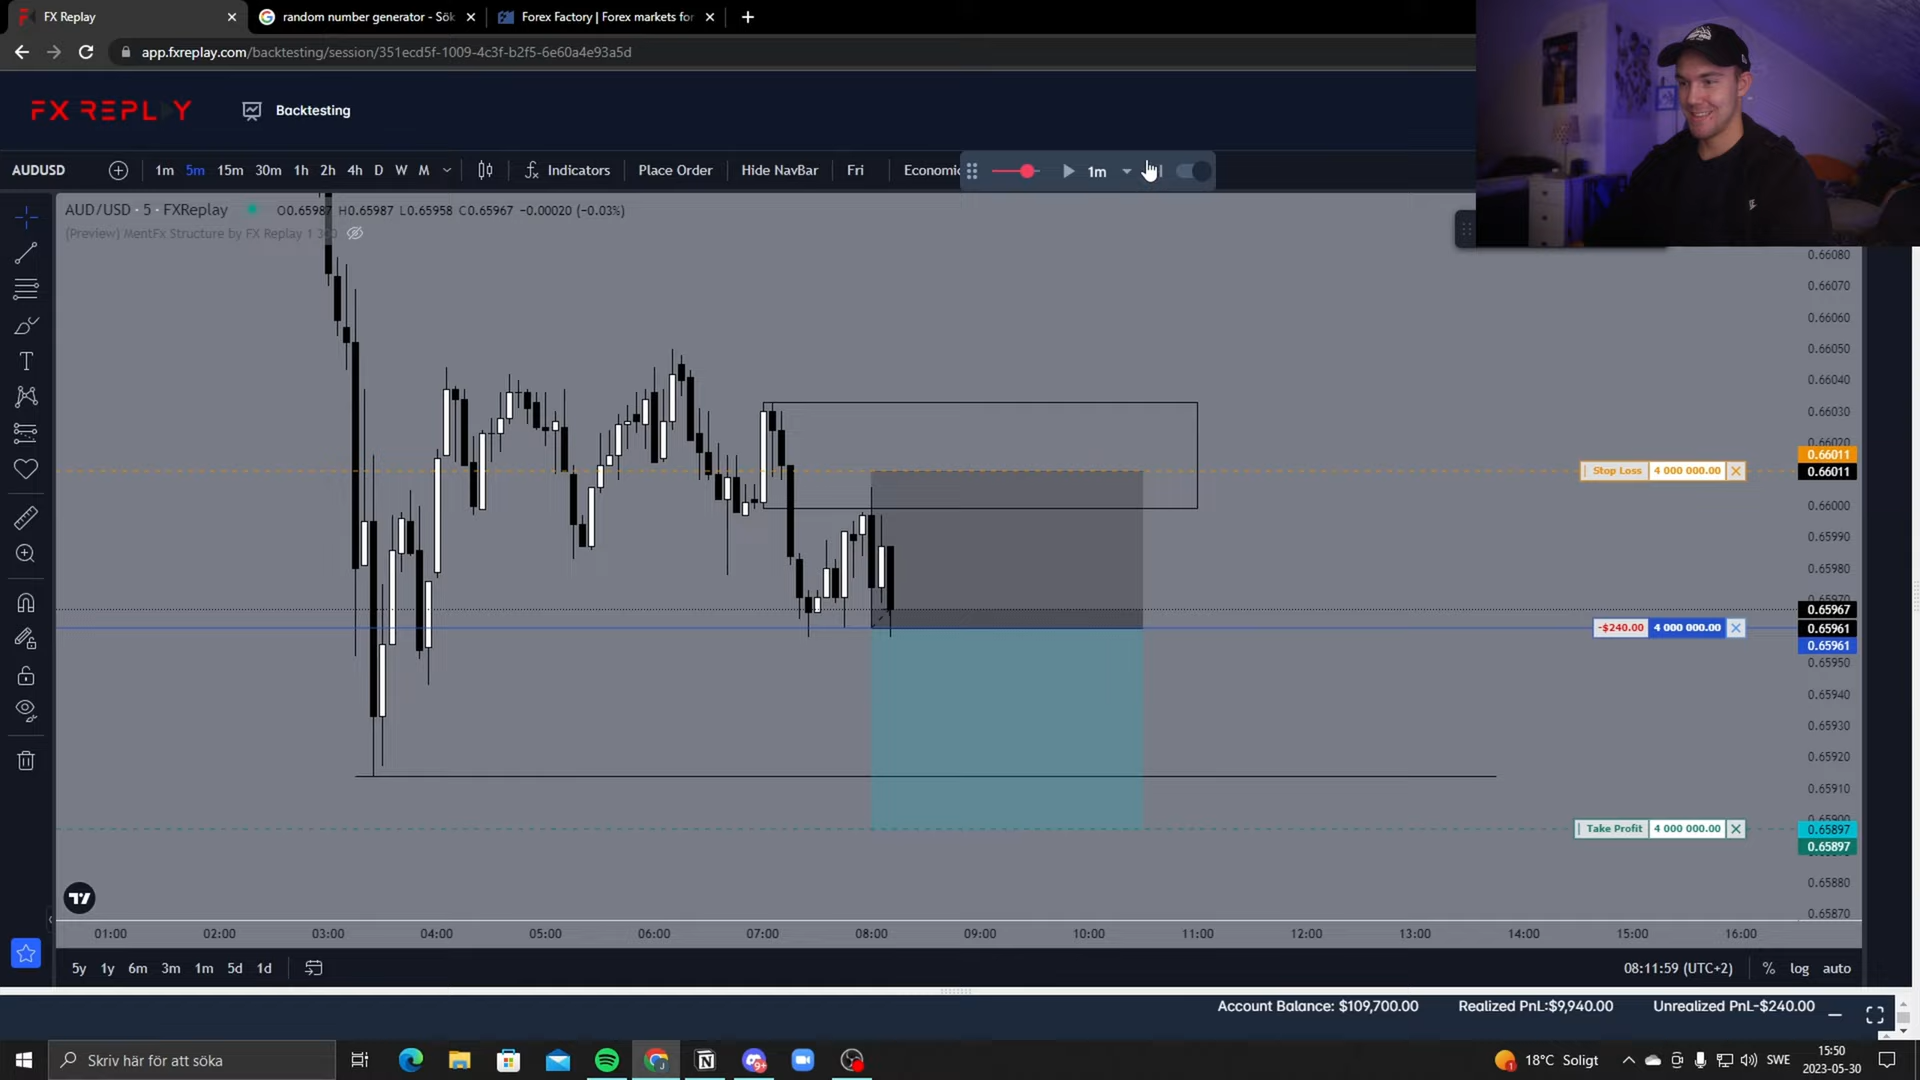 FX Replay
random number generator - Sök
Forex Factory | Forex markets for
app.fxreplay.com/backtesting/session/351ecd5f-1009-4c3f-b2f5-6e60a4e93a5d
FX REPLAY
Backtesting
AUDUSD 1m 5m 15m 30m 1h 2h 4h D W M Indicators Place Order Hide NavBar Fri Economic 1m
AUD/USD · 5 · FXReplay O0.65987 H0.65987 L0.65958 C0.65967 −0.00020 (−0.03%)
(Preview) MentFx Structure by FX Replay 1
0.66080
0.66070
0.66060
0.66050
0.66040
0.66030
0.66020
0.66011
Stop Loss 4 000 000.00 0.66011
0.66000
0.65990
0.65980
0.65970
0.65967
-$240.00 4 000 000.00 0.65961
0.65961
0.65950
0.65940
0.65930
0.65920
0.65910
0.65900
Take Profit 4 000 000.00 0.65897
0.65897
0.65880
0.65870
01:00 02:00 03:00 04:00 05:00 06:00 07:00 08:00 09:00 10:00 11:00 12:00 13:00 14:00 15:00 16:00
5y 1y 6m 3m 1m 5d 1d 08:11:59 (UTC+2) % log auto
Account Balance: $109,700.00 Realized PnL:$9,940.00 Unrealized PnL-$240.00
Skriv här för att söka
9+
18°C Soligt
SWE
15:50
2023-05-30